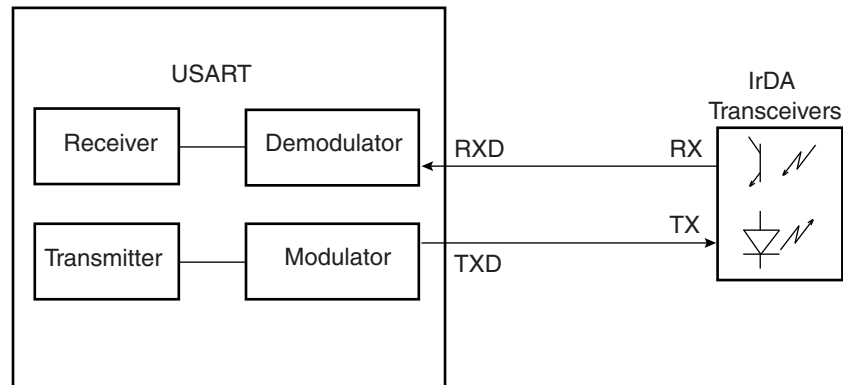 USART
IrDA
Transceivers
Receiver
Demodulator
RXD
RX
Transmitter
Modulator
TXD
TX